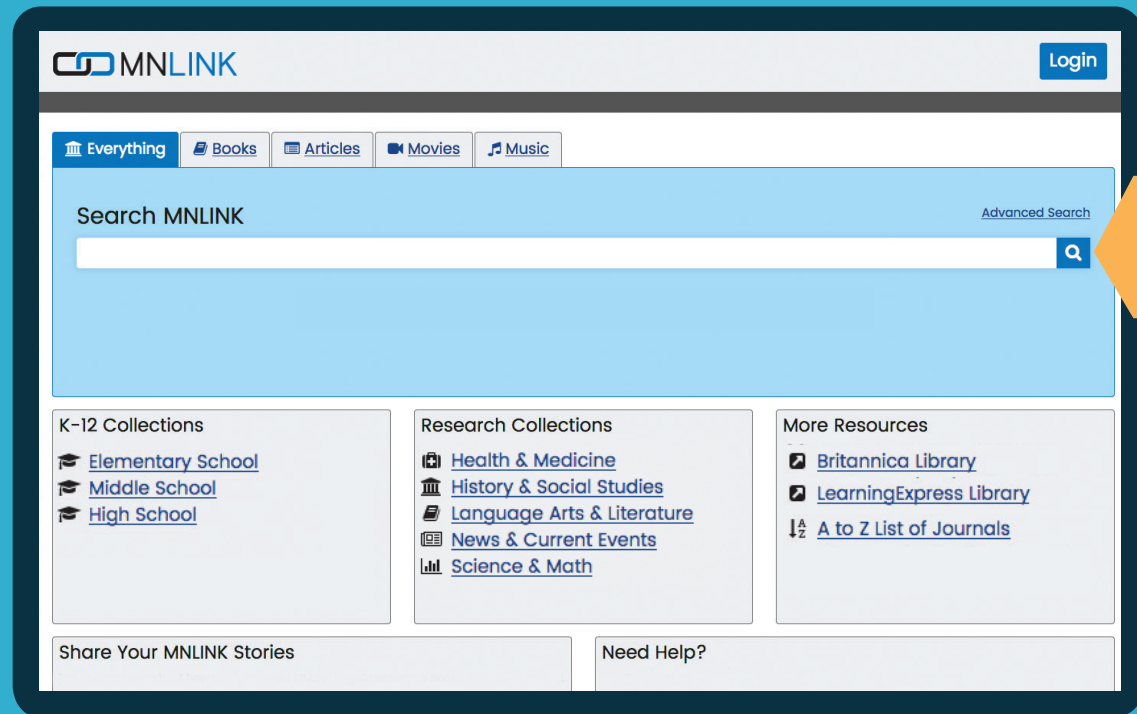 MNLINK
Login
Everything
Books
Articles
Movies
Music
Search MNLINK
Advanced Search
K-12 Collections
Elementary School
Middle School
High School
Research Collections
Health & Medicine
History & Social Studies
Language Arts & Literature
News & Current Events
Science & Math
More Resources
Britannica Library
LearningExpress Library
A to Z List of Journals
Share Your MNLINK Stories
Need Help?